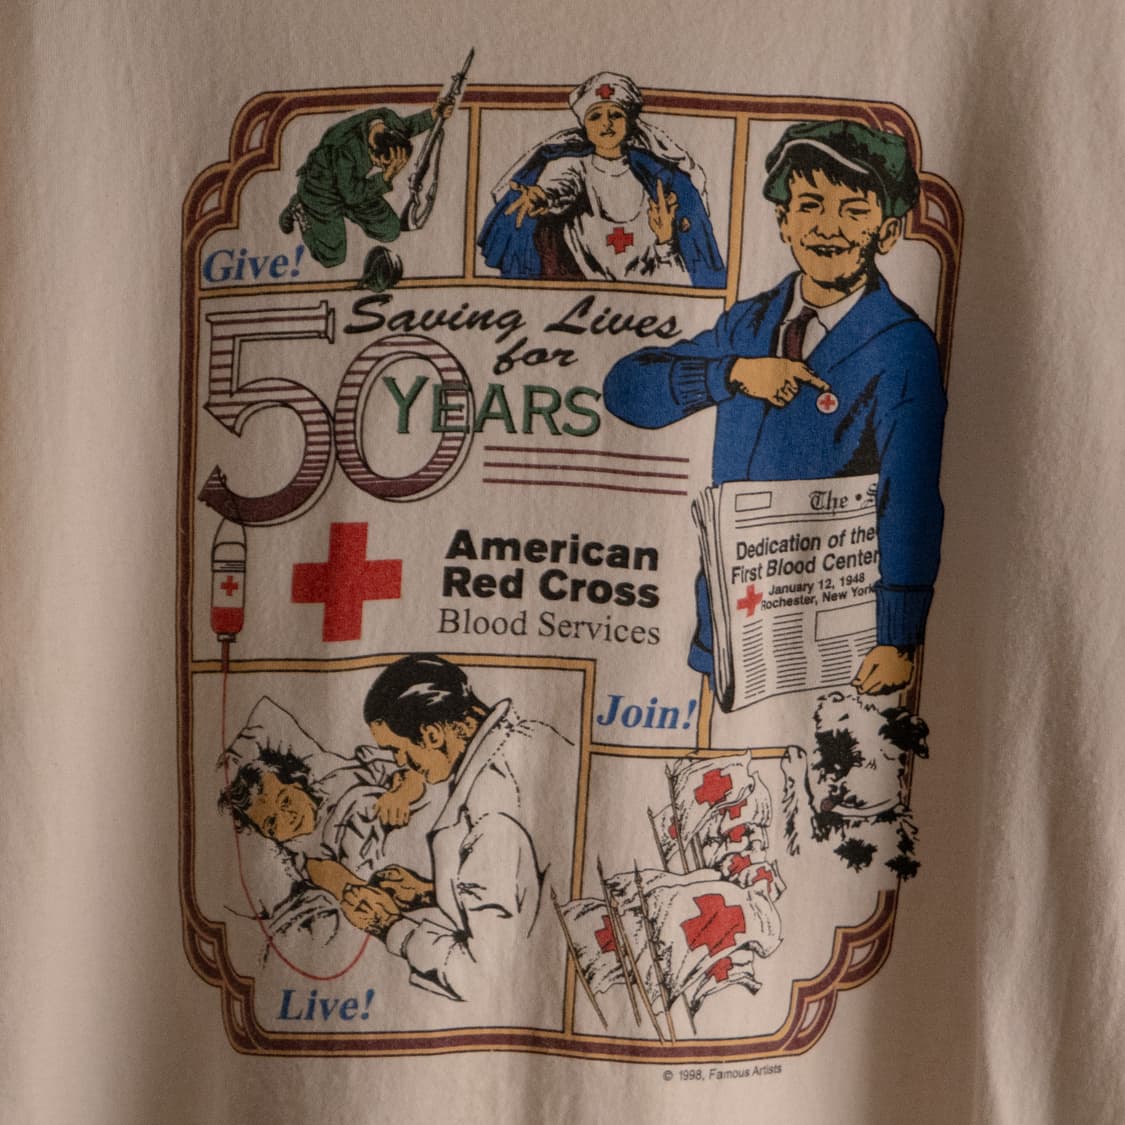 Give!
Saving Lives
for
50 YEARS
American
Red Cross
Blood Services
The
Dedication of the
First Blood Center
January 12, 1948
Rochester, New York
Join!
Live!
© 1998, Famous Artists